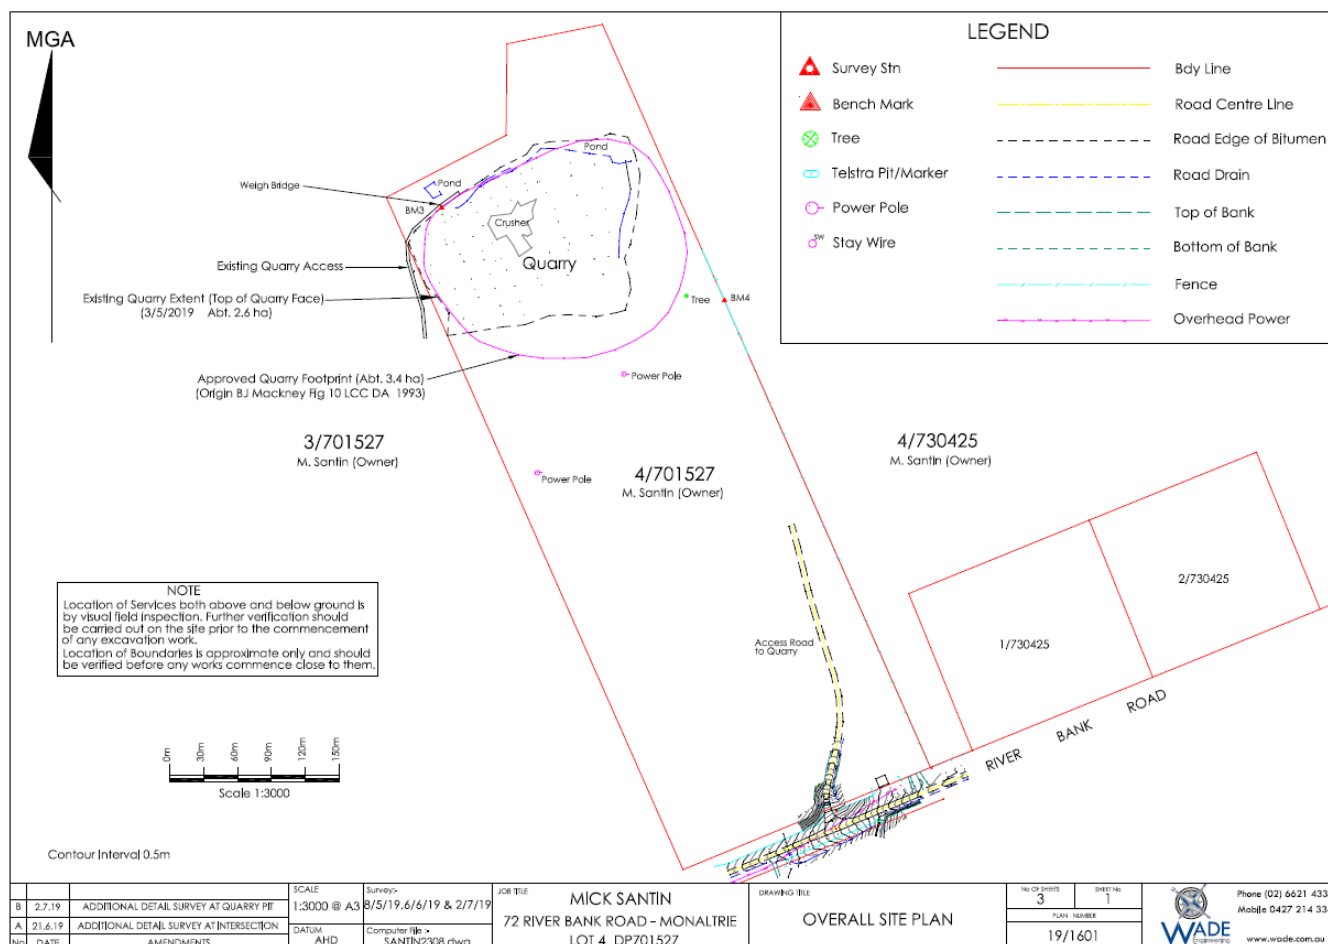 MGA
LEGEND
Survey Stn
Bench Mark
Tree
Telstra Pit/Marker
Power Pole
SW
Stay Wire
Bdy Line
Road Centre Line
Road Edge of Bitumen
Road Drain
Top of Bank
Bottom of Bank
Fence
Overhead Power
Pond
Weigh Bridge
Pond
BM3
Crusher
Quarry
Existing Quarry Access
Existing Quarry Extent (Top of Quarry Face)
(3/5/2019 Abt. 2.6 ha)
Tree
BM4
Approved Quarry Footprint (Abt. 3.4 ha)
(Origin BJ Mackney Fig 10 LCC DA 1993)
Power Pole
3/701527
M. Santin (Owner)
4/730425
M. Santin (Owner)
Power Pole
4/701527
M. Santin (Owner)
2/730425
1/730425
NOTE
Location of Services both above and below ground is
by visual field inspection. Further verification should
be carried out on the site prior to the commencement
of any excavation work.
Location of Boundaries is approximate only and should
be verified before any works commence close to them.
Access Road
to Quarry
RIVER BANK ROAD
0m 30m 60m 90m 120m 150m
Scale 1:3000
Contour Interval 0.5m
B 2.7.19 ADDITIONAL DETAIL SURVEY AT QUARRY PIT
A 21.6.19 ADDITIONAL DETAIL SURVEY AT INTERSECTION
No DATE AMENDMENTS
SCALE
1:3000 @ A3
DATUM
AHD
Survey:-
8/5/19,6/6/19 & 2/7/19
Computer File :-
SANTIN2308.dwg
JOB TITLE
MICK SANTIN
72 RIVER BANK ROAD - MONALTRIE
LOT 4 DP701527
DRAWING TITLE
OVERALL SITE PLAN
No OF SHEETS
3
SHEET No
1
PLAN NUMBER
19/1601
WADE
Engineering
Phone (02) 6621 433
Mobile 0427 214 33
www.wade.com.au